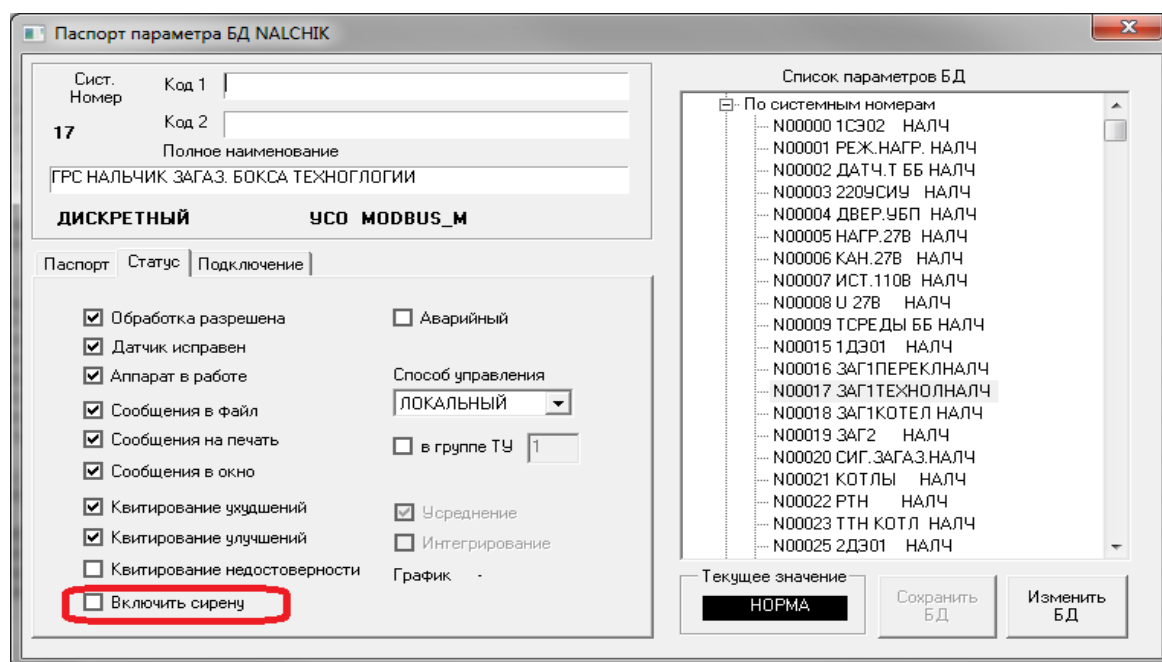 Паспорт параметра БД NALCHIK
Сист. Номер
17
Код 1
Код 2
Полное наименование
ГРС НАЛЬЧИК ЗАГАЗ. БОКСА ТЕХНОГЛОГИИ
ДИСКРЕТНЫЙ УСО MODBUS_M
Паспорт Статус Подключение
Обработка разрешена
Датчик исправен
Аппарат в работе
Сообщения в файл
Сообщения на печать
Сообщения в окно
Квитирование ухудшений
Квитирование улучшений
Квитирование недостоверности
Включить сирену
Аварийный
Способ управления
ЛОКАЛЬНЫЙ
в группе ТУ 1
Усреднение
Интегрирование
График -
Список параметров БД
По системным номерам
N00000 1СЭ02 НАЛЧ
N00001 РЕЖ.НАГР. НАЛЧ
N00002 ДАТЧ.Т ББ НАЛЧ
N00003 220УСИУ НАЛЧ
N00004 ДВЕР.УБП НАЛЧ
N00005 НАГР.27В НАЛЧ
N00006 КАН.27В НАЛЧ
N00007 ИСТ.110В НАЛЧ
N00008 U 27В НАЛЧ
N00009 ТСРЕДЫ ББ НАЛЧ
N00015 1ДЭ01 НАЛЧ
N00016 ЗАГ1ПЕРЕКЛНАЛЧ
N00017 ЗАГ1ТЕХНОЛНАЛЧ
N00018 ЗАГ1КОТЕЛ НАЛЧ
N00019 ЗАГ2 НАЛЧ
N00020 СИГ.ЗАГАЗ.НАЛЧ
N00021 КОТЛЫ НАЛЧ
N00022 РТН НАЛЧ
N00023 ТТН КОТЛ НАЛЧ
N00025 2ДЭ01 НАЛЧ
Текущее значение
НОРМА
Сохранить БД
Изменить БД